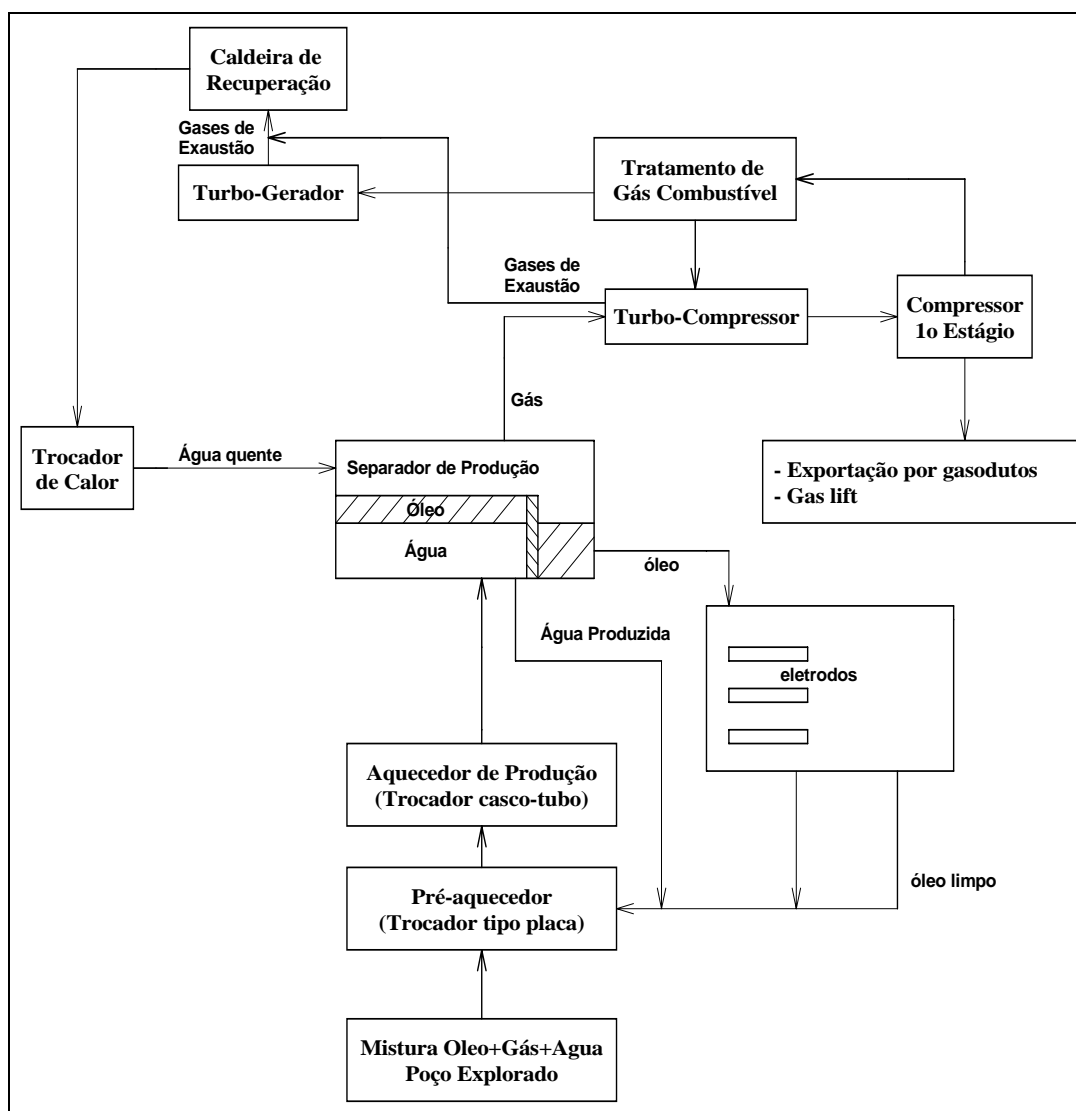 Caldeira de
Recuperação
Gases de
Exaustão
Turbo-Gerador
Tratamento de
Gás Combustível
Gases de
Exaustão
Turbo-Compressor
Compressor
1o Estágio
Gás
Trocador
de Calor
Água quente
Separador de Produção
Óleo
Água
- Exportação por gasodutos
- Gas lift
óleo
Água Produzida
eletrodos
Aquecedor de Produção
(Trocador casco-tubo)
óleo limpo
Pré-aquecedor
(Trocador tipo placa)
Mistura Oleo+Gás+Agua
Poço Explorado